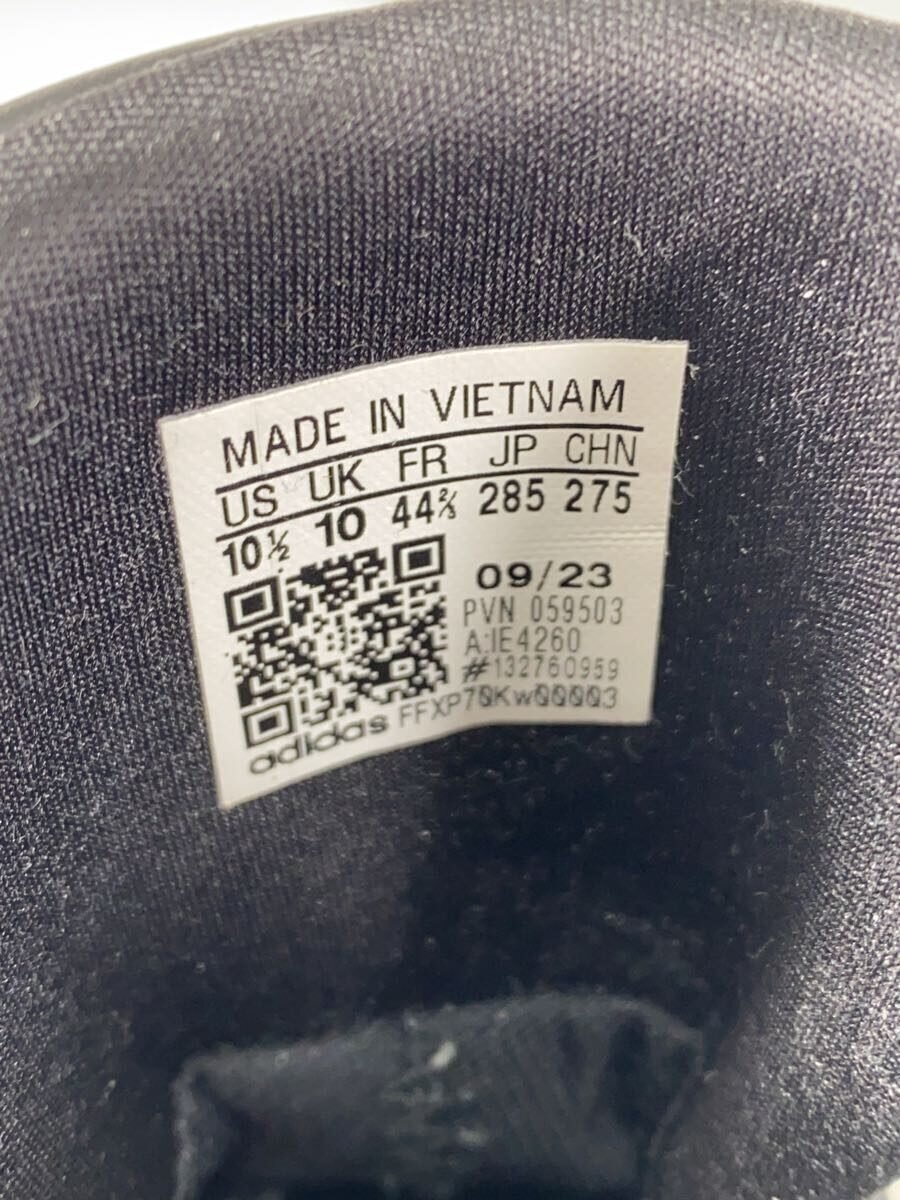 MADE IN VIETNAM
US UK FR JP CHN
10½ 10 44⅔ 285 275
09/23
PVN 059503
A:IE4260
#132760959
adidas FFXP70Kw00003